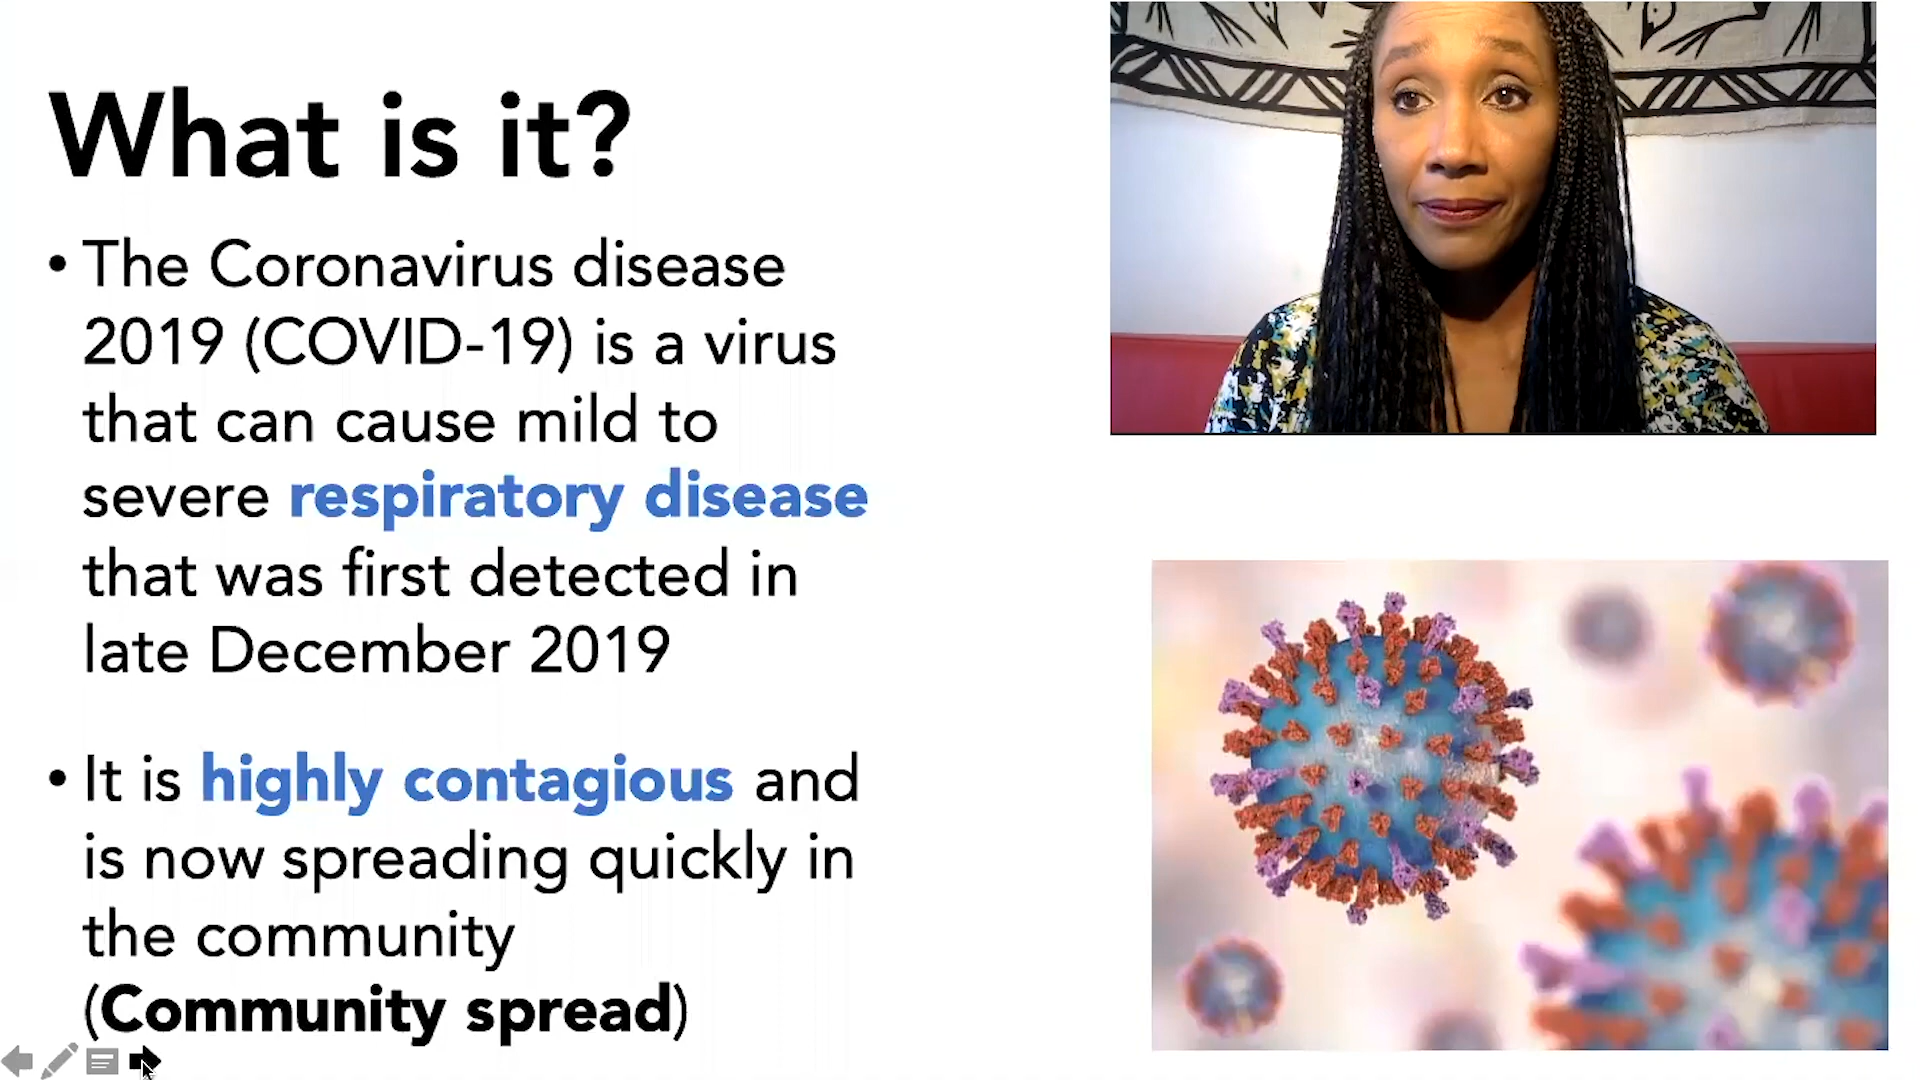 What is it?
• The Coronavirus disease
2019 (COVID-19) is a virus
that can cause mild to
severe respiratory disease
that was first detected in
late December 2019
• It is highly contagious and
is now spreading quickly in
the community
(Community spread)